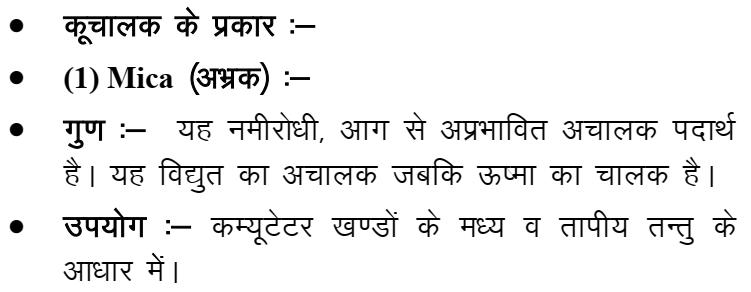 • कूचालक के प्रकार :–
• (1) Mica (अभ्रक) :–
• गुण :– यह नमीरोधी, आग से अप्रभावित अचालक पदार्थ
है। यह विद्युत का अचालक जबकि ऊष्मा का चालक है।
• उपयोग :– कम्यूटेटर खण्डों के मध्य व तापीय तन्तु के
आधार में।